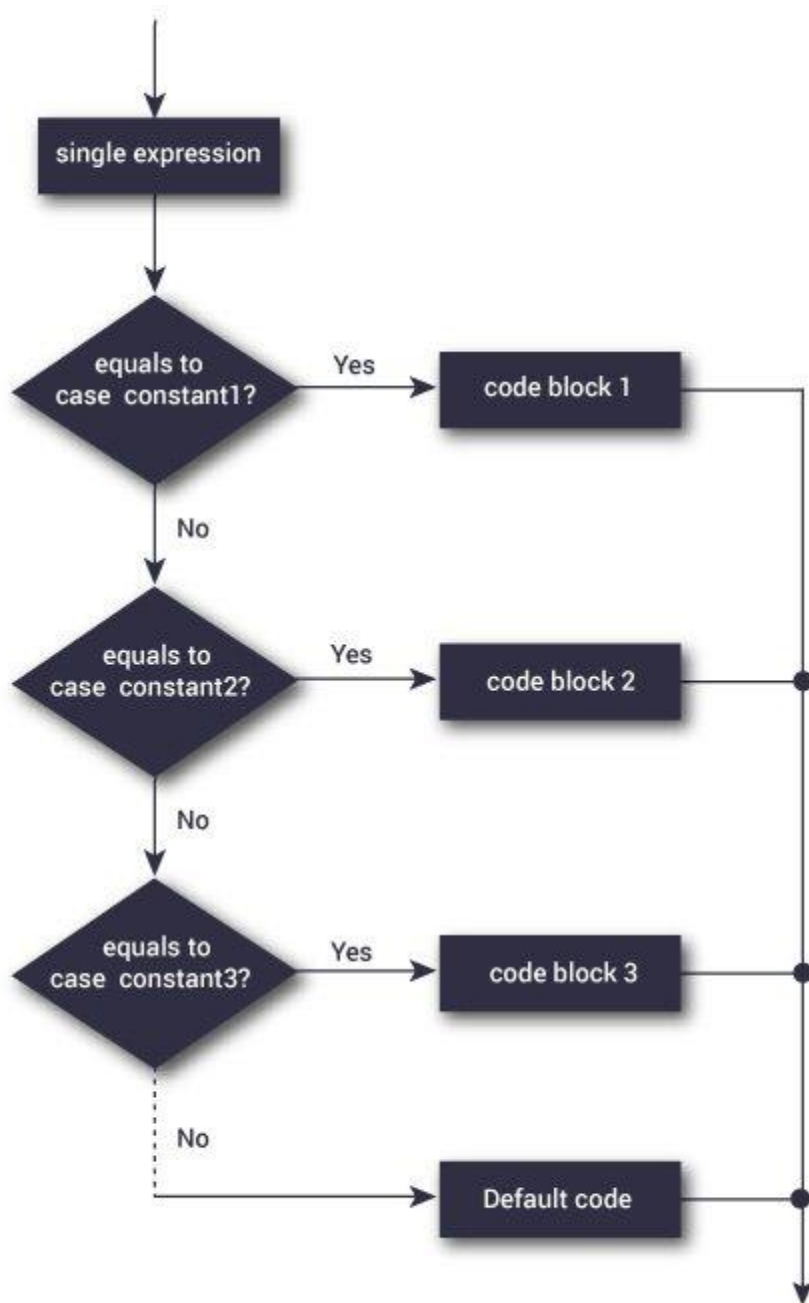 single expression
equals to
case constant1?
Yes
code block 1
No
equals to
case constant2?
Yes
code block 2
No
equals to
case constant3?
Yes
code block 3
No
Default code